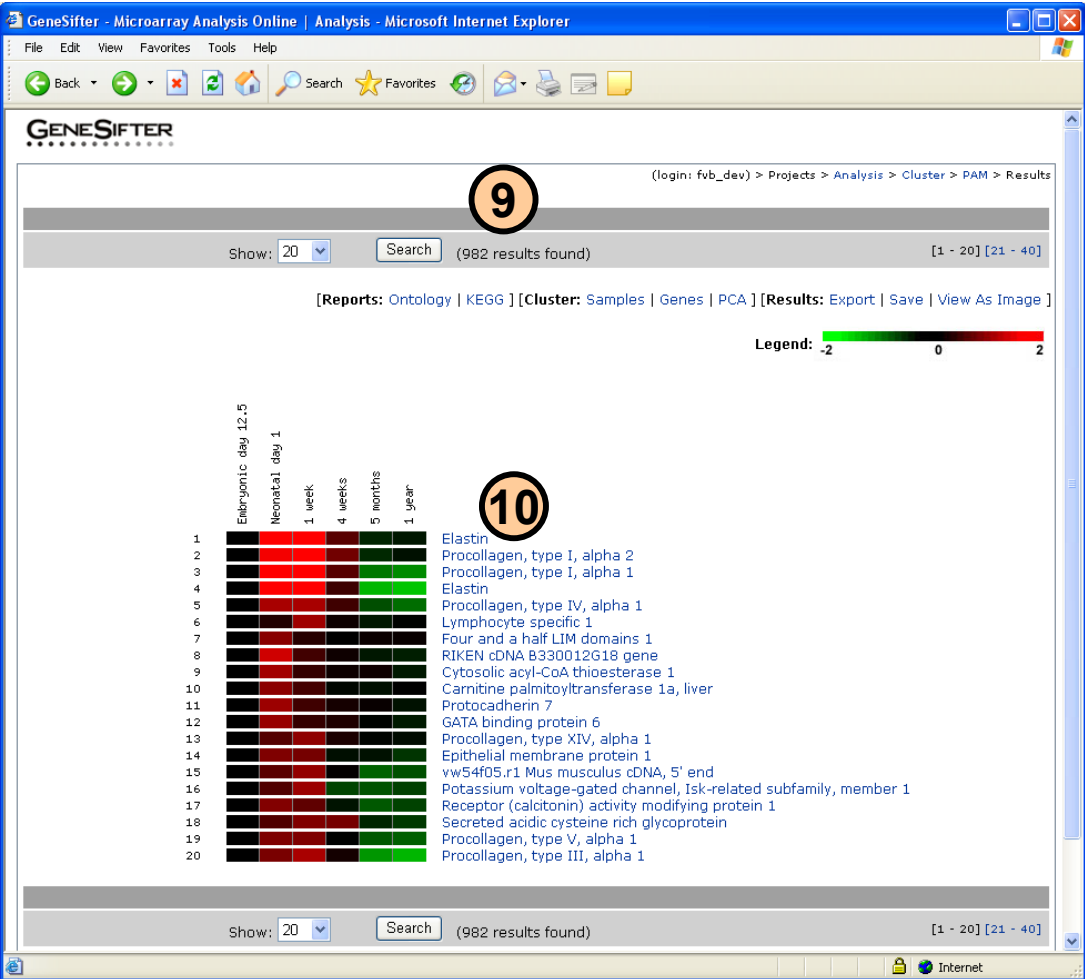 GeneSifter - Microarray Analysis Online | Analysis - Microsoft Internet Explorer
File Edit View Favorites Tools Help
Back Search Favorites
GENESIFTER
(login: fvb_dev) > Projects > Analysis > Cluster > PAM > Results
9
Show: 20 Search (982 results found) [1 - 20] [21 - 40]
[Reports: Ontology | KEGG ] [Cluster: Samples | Genes | PCA ] [Results: Export | Save | View As Image ]
Legend: -2 0 2
Embryonic day 12.5
Neonatal day 1
1 week
4 weeks
5 months
1 year
10
1 Elastin
2 Procollagen, type I, alpha 2
3 Procollagen, type I, alpha 1
4 Elastin
5 Procollagen, type IV, alpha 1
6 Lymphocyte specific 1
7 Four and a half LIM domains 1
8 RIKEN cDNA B330012G18 gene
9 Cytosolic acyl-CoA thioesterase 1
10 Carnitine palmitoyltransferase 1a, liver
11 Protocadherin 7
12 GATA binding protein 6
13 Procollagen, type XIV, alpha 1
14 Epithelial membrane protein 1
15 vw54f05.r1 Mus musculus cDNA, 5' end
16 Potassium voltage-gated channel, Isk-related subfamily, member 1
17 Receptor (calcitonin) activity modifying protein 1
18 Secreted acidic cysteine rich glycoprotein
19 Procollagen, type V, alpha 1
20 Procollagen, type III, alpha 1
Show: 20 Search (982 results found) [1 - 20] [21 - 40]
Internet